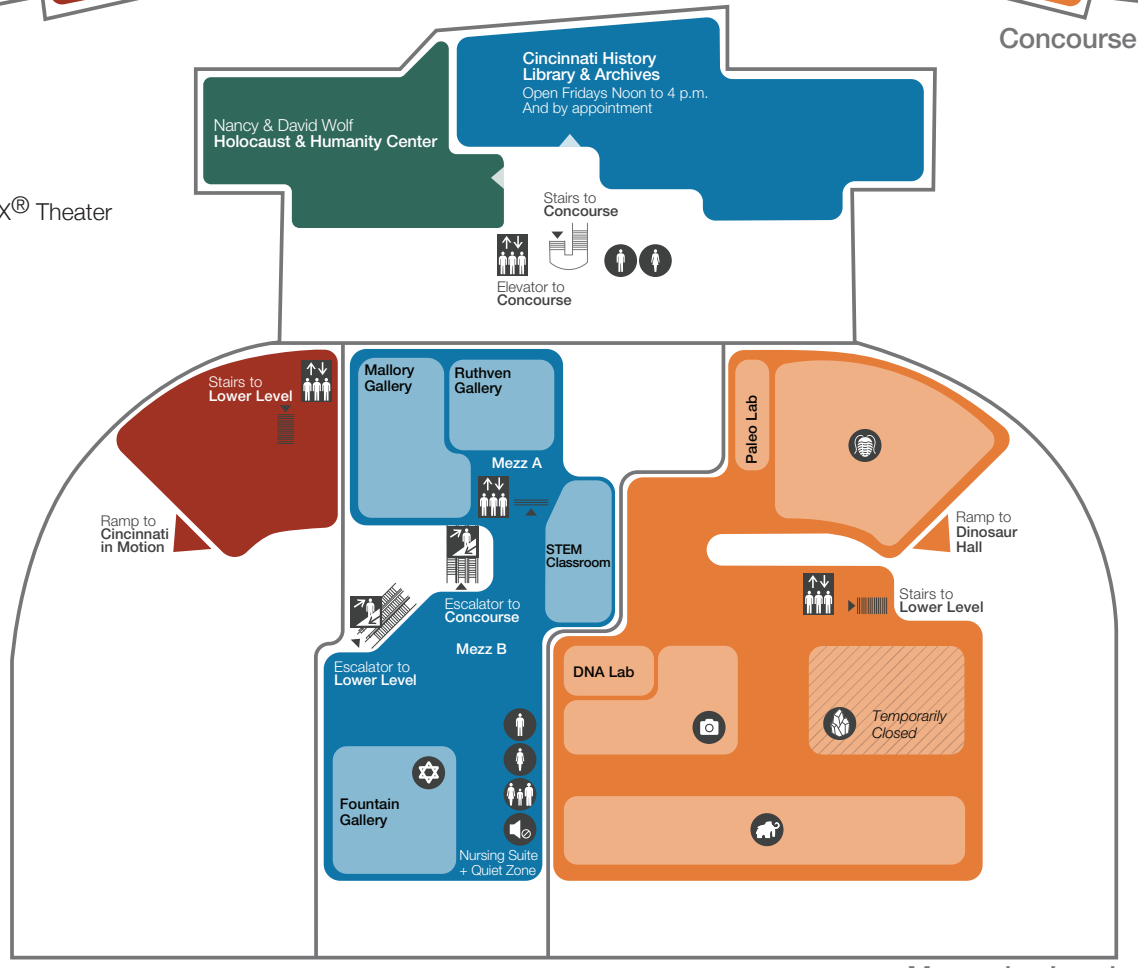 Concourse
Cincinnati History
Library & Archives
Open Fridays Noon to 4 p.m.
And by appointment
Nancy & David Wolf
Holocaust & Humanity Center
X® Theater
Stairs to
Concourse
Elevator to
Concourse
Stairs to
Lower Level
Mallory
Gallery
Ruthven
Gallery
Mezz A
Paleo Lab
Ramp to
Cincinnati
in Motion
STEM
Classroom
Ramp to
Dinosaur
Hall
Escalator to
Concourse
Stairs to
Lower Level
Mezz B
Escalator to
Lower Level
DNA Lab
Temporarily
Closed
Fountain
Gallery
Nursing Suite
+ Quiet Zone